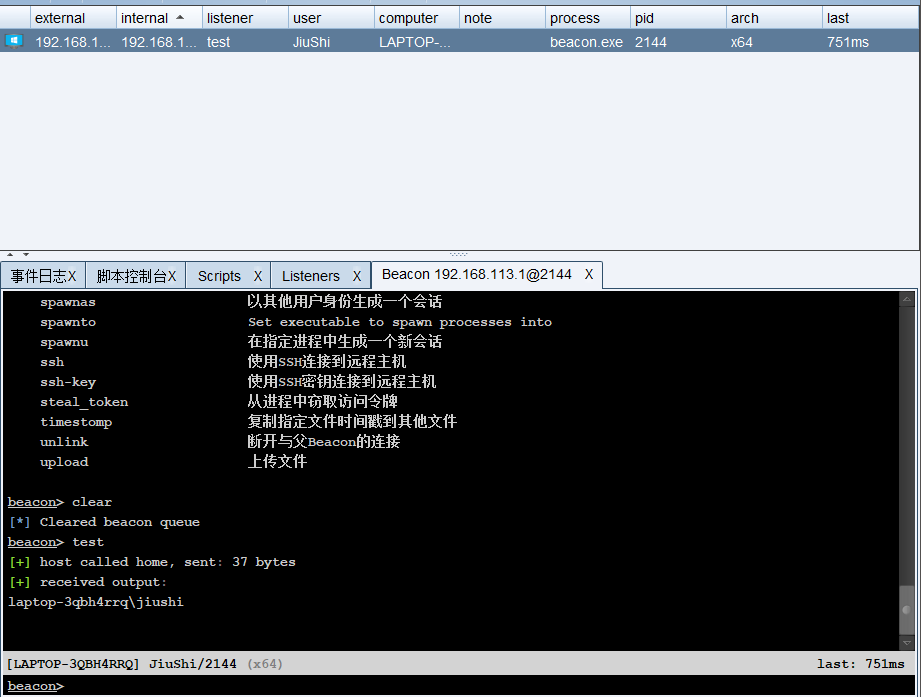 external internal listener user computer note process pid arch last
192.168.1... 192.168.1... test JiuShi LAPTOP-... beacon.exe 2144 x64 751ms
事件日志X 脚本控制台X Scripts X Listeners X Beacon 192.168.113.1@2144 X
spawnas 以其他用户身份生成一个会话
spawnto Set executable to spawn processes into
spawnu 在指定进程中生成一个新会话
ssh 使用SSH连接到远程主机
ssh-key 使用SSH密钥连接到远程主机
steal_token 从进程中窃取访问令牌
timestomp 复制指定文件时间戳到其他文件
unlink 断开与父Beacon的连接
upload 上传文件
beacon> clear
[*] Cleared beacon queue
beacon> test
[+] host called home, sent: 37 bytes
[+] received output:
laptop-3qbh4rrq\jiushi
[LAPTOP-3QBH4RRQ] JiuShi/2144 (x64) last: 751ms
beacon>